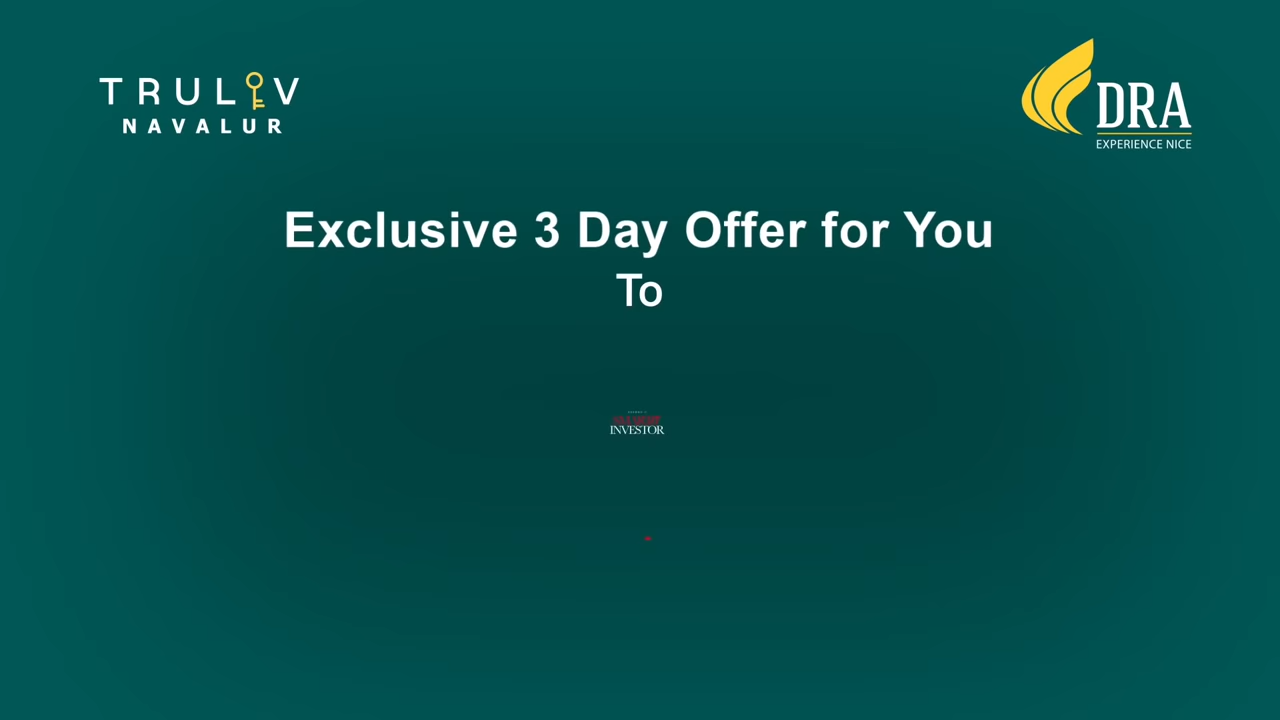 TRULIV
NAVALUR
DRA
EXPERIENCE NICE
Exclusive 3 Day Offer for You
To
INVESTOR